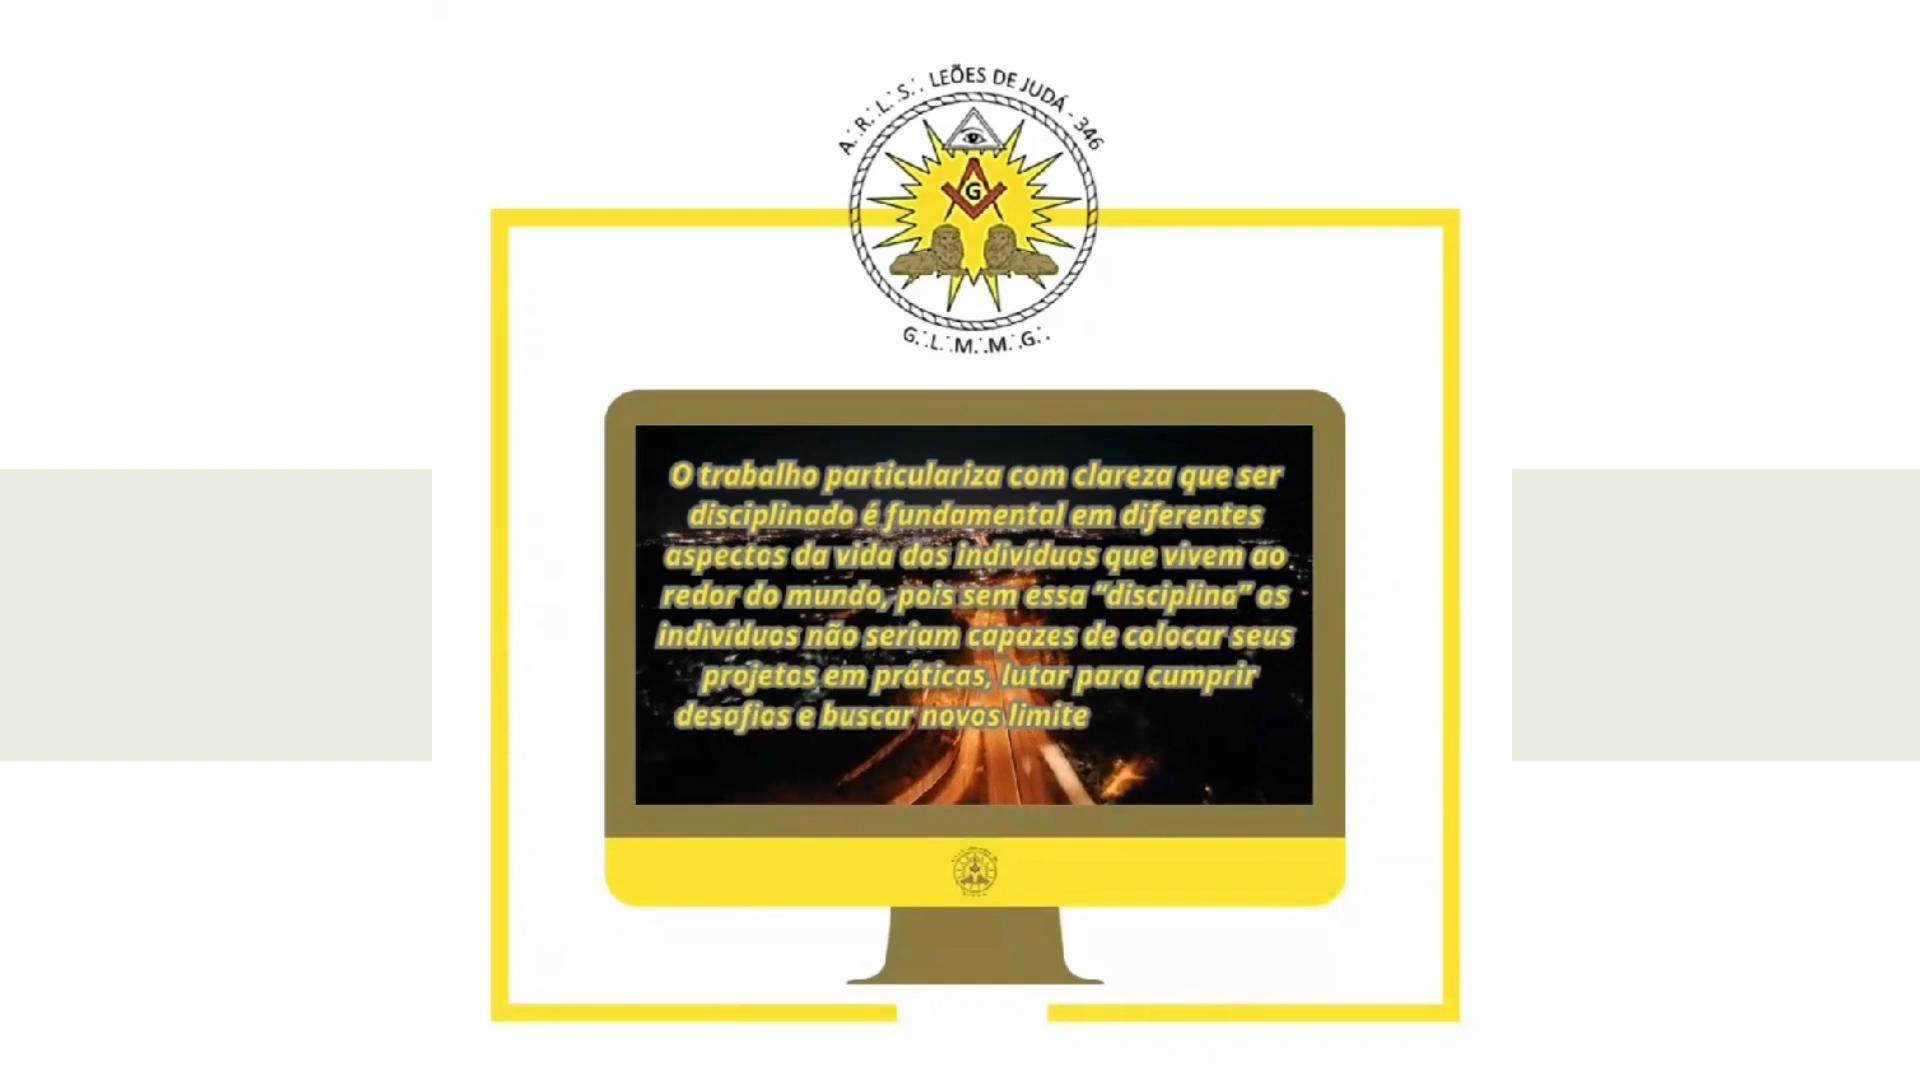 A∴R∴L∴S∴ LEÕES DE JUDÁ - 346
G
G∴L∴M∴M∴G∴
O trabalho particulariza com clareza que ser
disciplinado é fundamental em diferentes
aspectos da vida dos indivíduos que vivem ao
redor do mundo, pois sem essa “disciplina” os
indivíduos não seriam capazes de colocar seus
projetos em práticas, lutar para cumprir
desafios e buscar novos limite